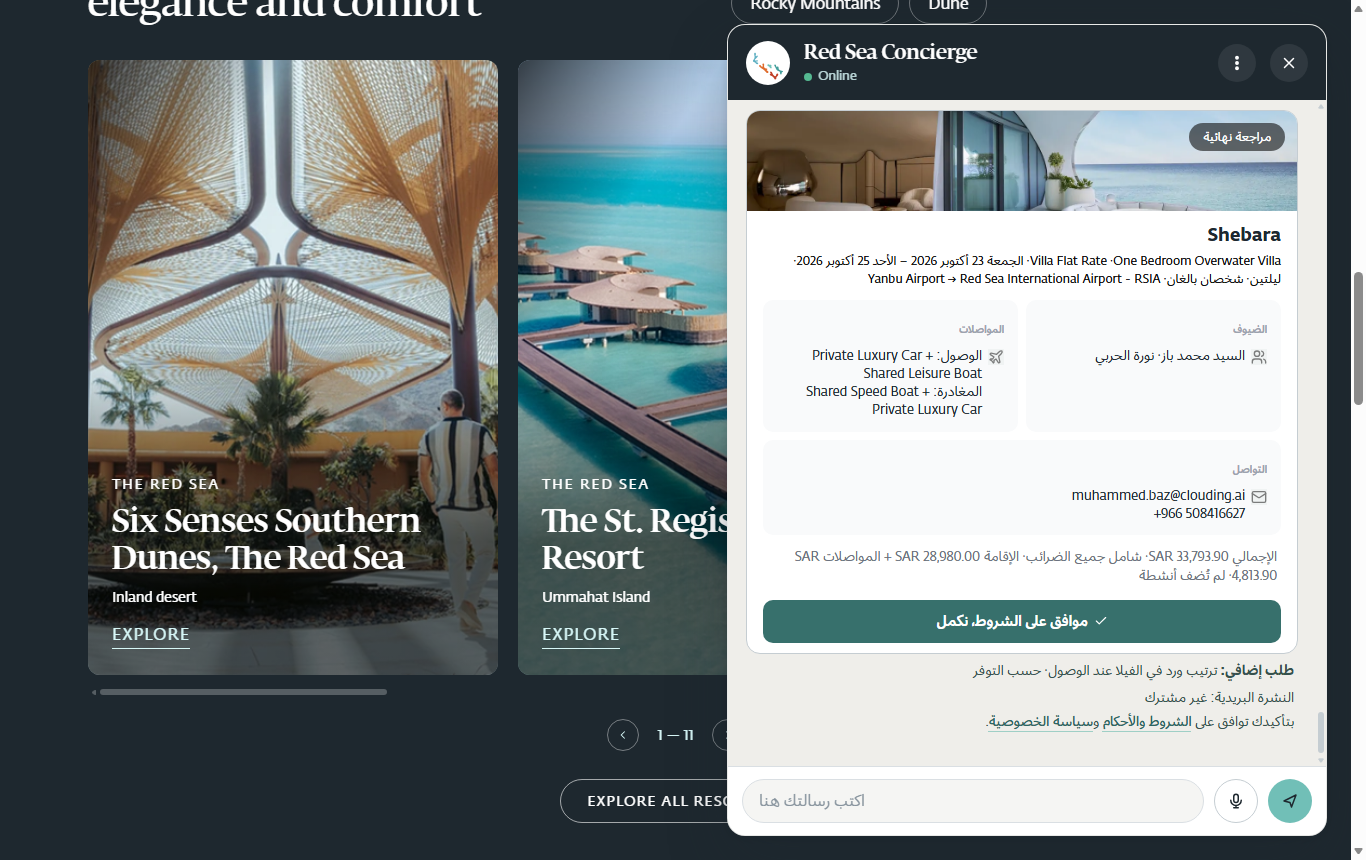 elegance and comfort
Rocky Mountains
Dune
THE RED SEA
Six Senses Southern
Dunes, The Red Sea
Inland desert
EXPLORE
THE RED SEA
The St. Regis
Resort
Ummahat Island
EXPLORE
1 — 11
EXPLORE ALL RESO
Red Sea Concierge
Online
مراجعة نهائية
Shebara
One Bedroom Overwater Villa · Villa Flat Rate · الجمعة 23 أكتوبر 2026 – الأحد 25 أكتوبر 2026 ·
ليلتين · شخصان بالغان · Yanbu Airport → Red Sea International Airport - RSIA
الضيوف
السيد محمد باز · نورة الحربي
المواصلات
الوصول: Private Luxury Car +
Shared Leisure Boat
المغادرة: Shared Speed Boat +
Private Luxury Car
التواصل
muhammed.baz@clouding.ai
+966 508416627
الإجمالي SAR 33,793.90 · شامل جميع الضرائب · الإقامة SAR 28,980.00 + المواصلات SAR
4,813.90 · لم تُضف أنشطة
موافق على الشروط، نكمل
طلب إضافي: ترتيب ورد في الفيلا عند الوصول · حسب التوفر
النشرة البريدية: غير مشترك
بتأكيدك توافق على الشروط والأحكام وسياسة الخصوصية.
اكتب رسالتك هنا